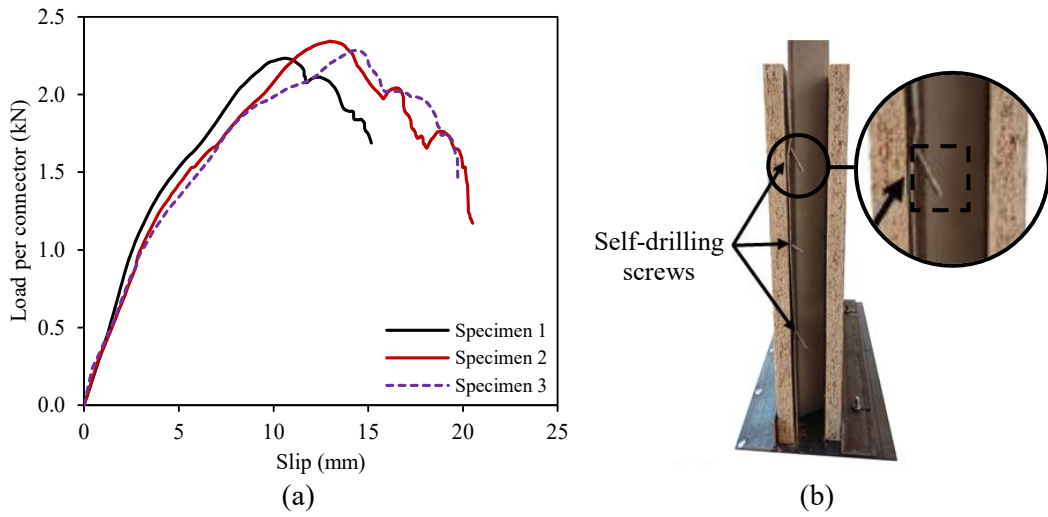 2.5
2.0
1.5
1.0
0.5
0.0
Load per connector (kN)
0
5
10
15
20
25
Slip (mm)
Specimen 1
Specimen 2
Specimen 3
(a)
Self-drilling
screws
(b)